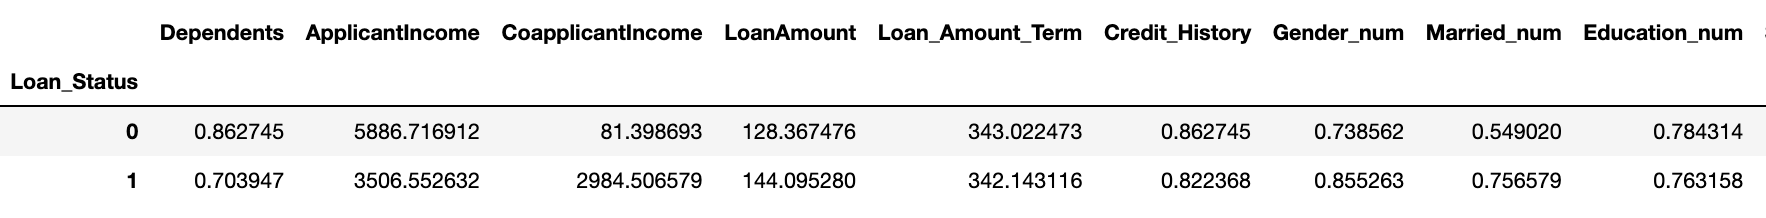 Dependents ApplicantIncome CoapplicantIncome LoanAmount Loan_Amount_Term Credit_History Gender_num Married_num Education_num
Loan_Status
0 0.862745 5886.716912 81.398693 128.367476 343.022473 0.862745 0.738562 0.549020 0.784314
1 0.703947 3506.552632 2984.506579 144.095280 342.143116 0.822368 0.855263 0.756579 0.763158